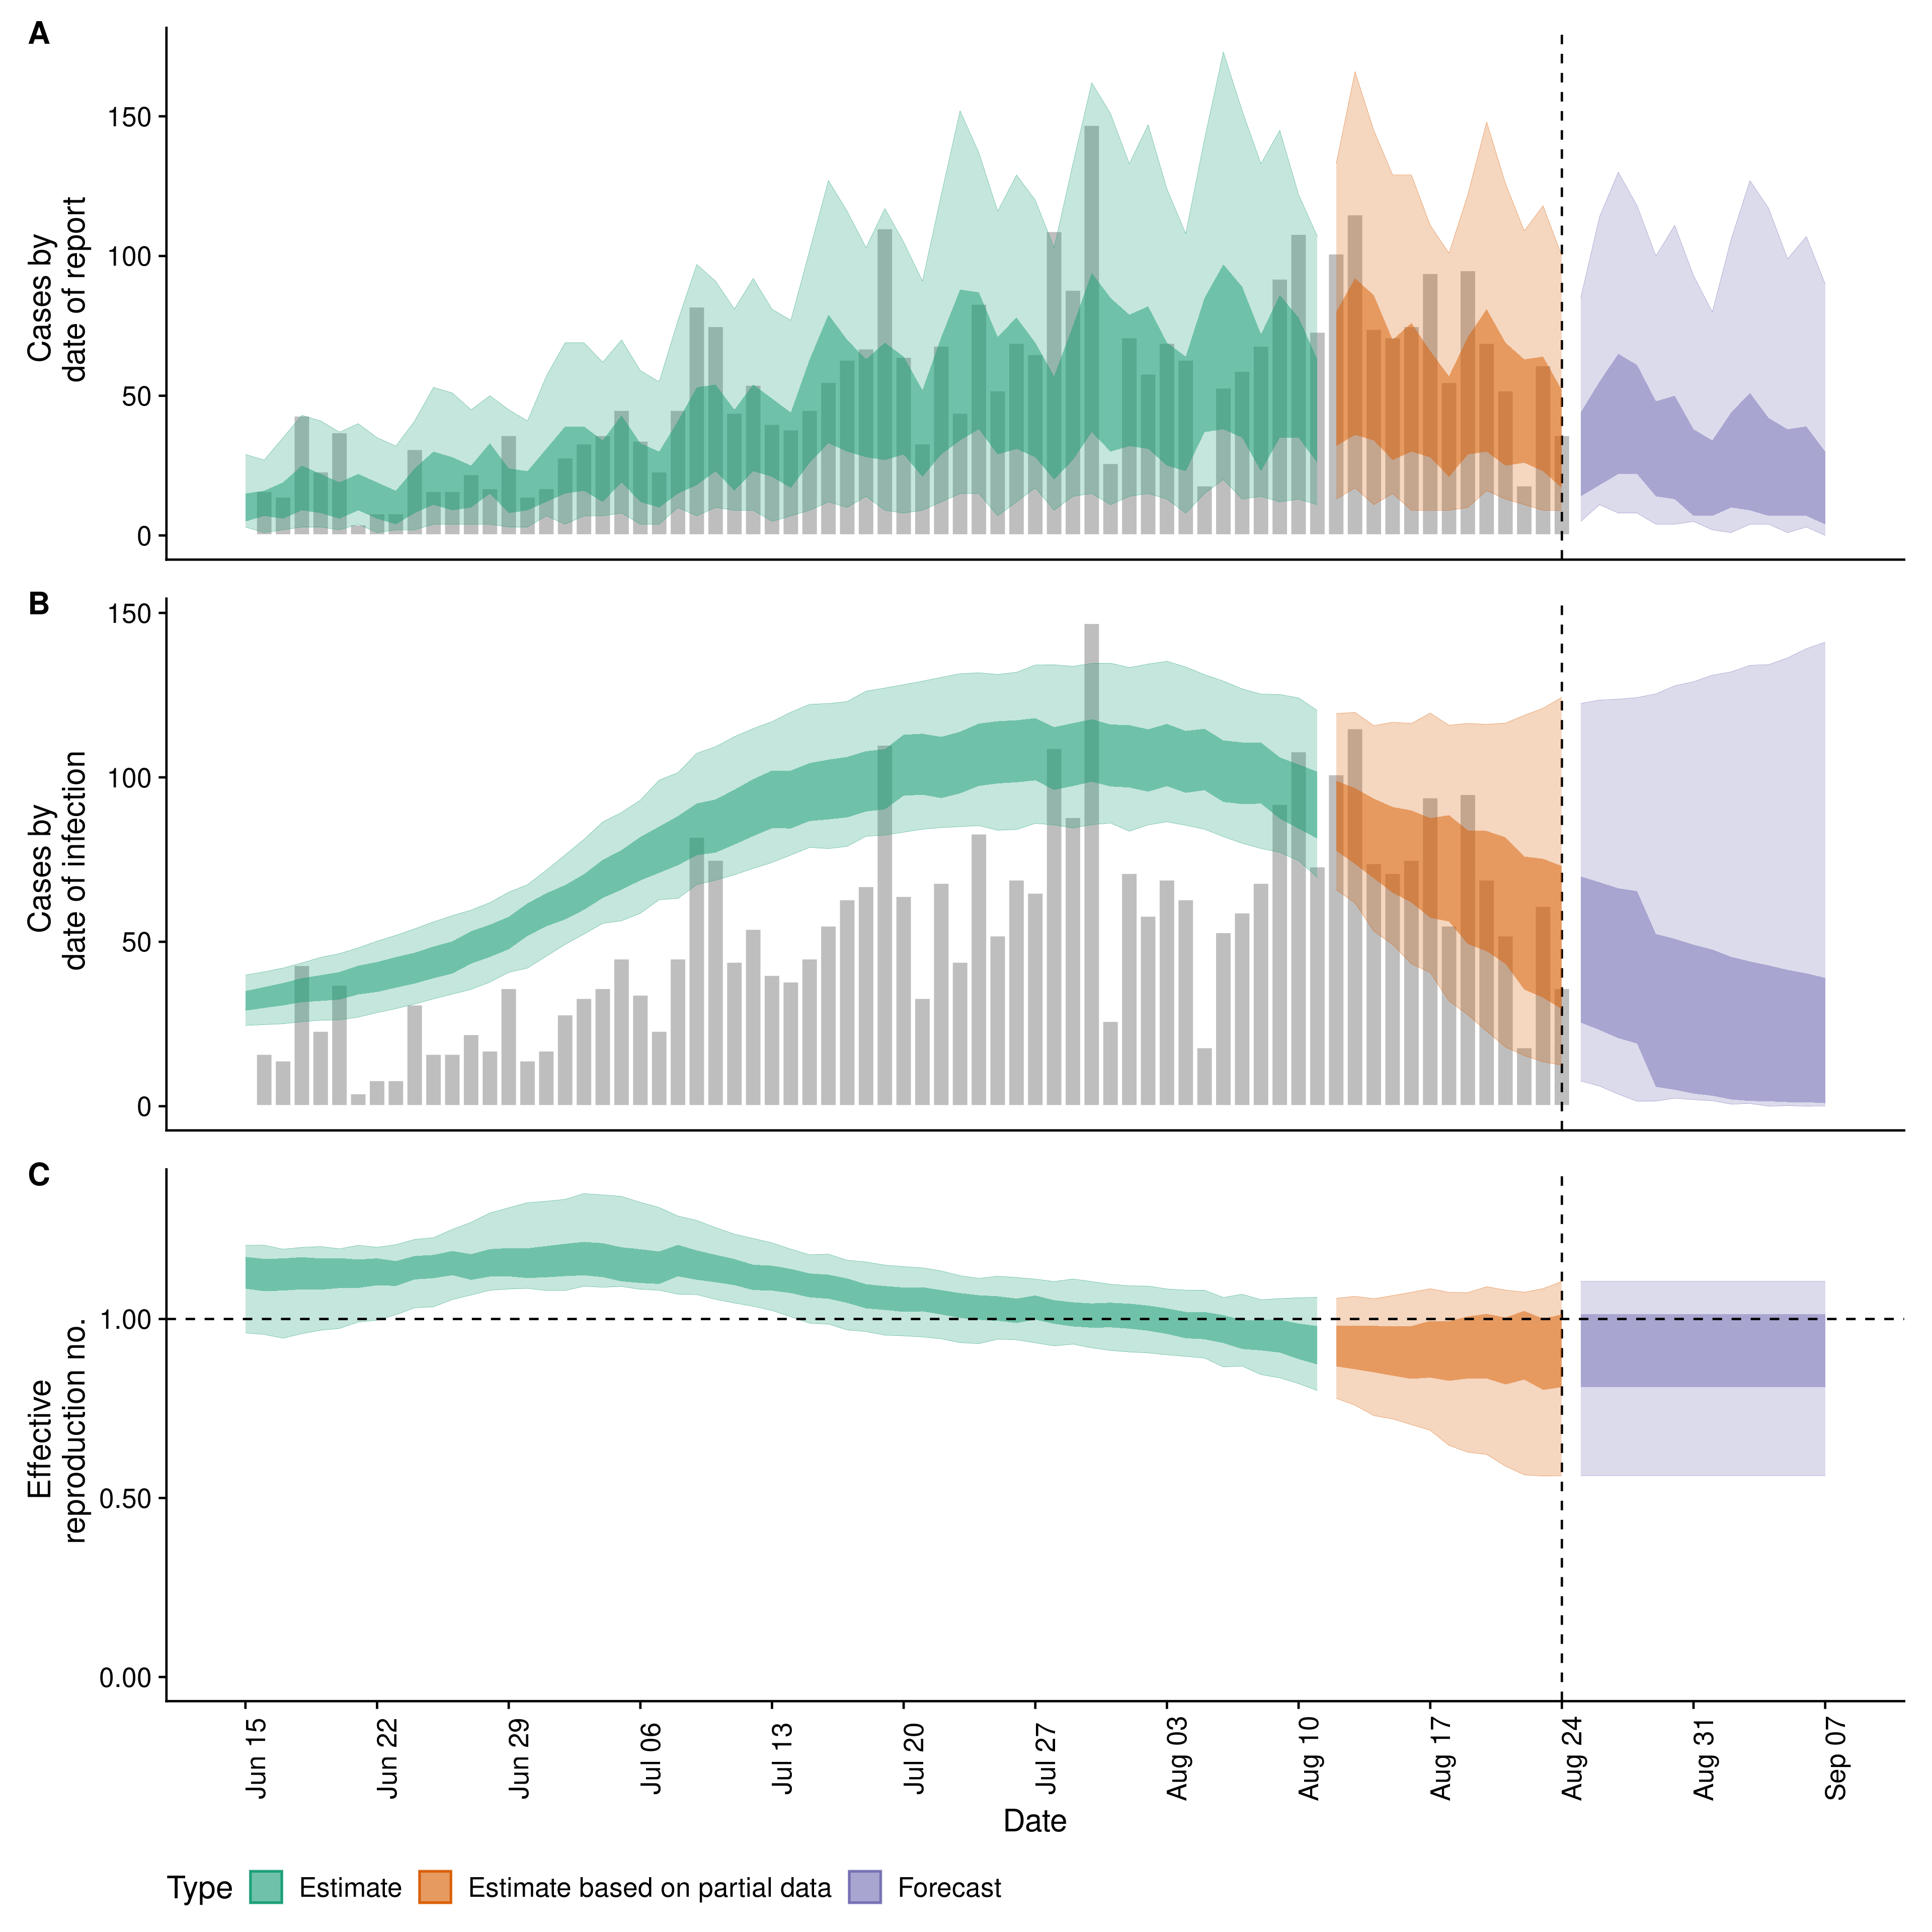 A
Cases by
date of report
150
100
50
0
B
Cases by
date of infection
150
100
50
0
C
Effective
reproduction no.
1.00
0.50
0.00
Jun 15
Jun 22
Jun 29
Jul 06
Jul 13
Jul 20
Jul 27
Aug 03
Aug 10
Aug 17
Aug 24
Aug 31
Sep 07
Date
Type Estimate Estimate based on partial data Forecast